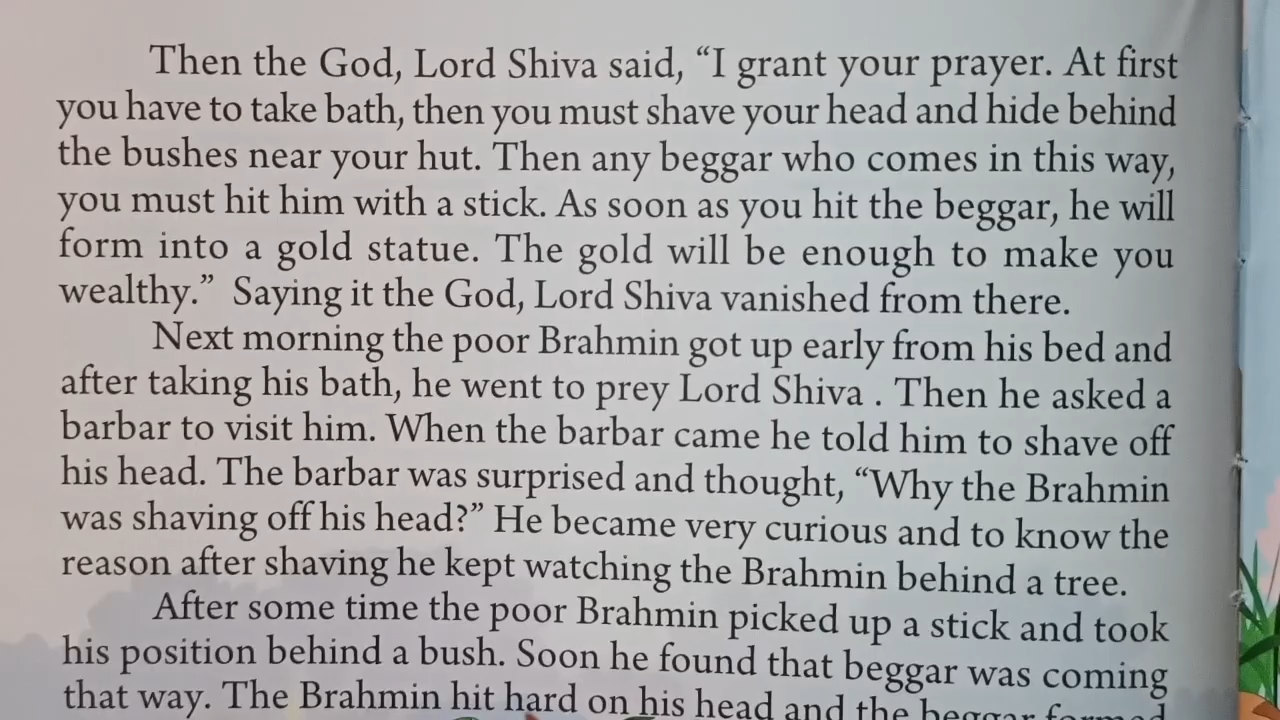 Then the God, Lord Shiva said, “I grant your prayer. At first
you have to take bath, then you must shave your head and hide behind
the bushes near your hut. Then any beggar who comes in this way,
you must hit him with a stick. As soon as you hit the beggar, he will
form into a gold statue. The gold will be enough to make you
wealthy.” Saying it the God, Lord Shiva vanished from there.
Next morning the poor Brahmin got up early from his bed and
after taking his bath, he went to prey Lord Shiva . Then he asked a
barbar to visit him. When the barbar came he told him to shave off
his head. The barbar was surprised and thought, “Why the Brahmin
was shaving off his head?” He became very curious and to know the
reason after shaving he kept watching the Brahmin behind a tree.
After some time the poor Brahmin picked up a stick and took
his position behind a bush. Soon he found that beggar was coming
that way. The Brahmin hit hard on his head and the beggar formed